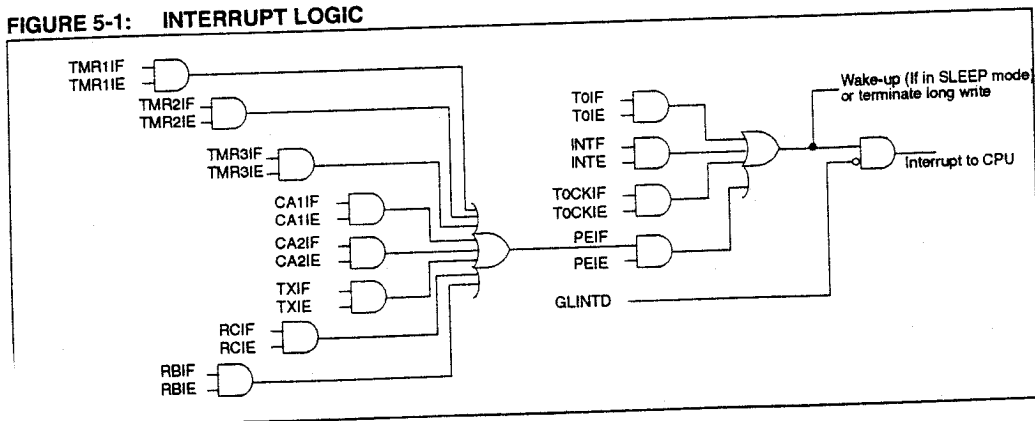 FIGURE 5-1: INTERRUPT LOGIC
TMR1IF
TMR1IE
TMR2IF
TMR2IE
TMR3IF
TMR3IE
CA1IF
CA1IE
CA2IF
CA2IE
TXIF
TXIE
RCIF
RCIE
RBIF
RBIE
T0IF
T0IE
INTF
INTE
T0CKIF
T0CKIE
PEIF
PEIE
GLINTD
Wake-up (If in SLEEP mode)
or terminate long write
Interrupt to CPU